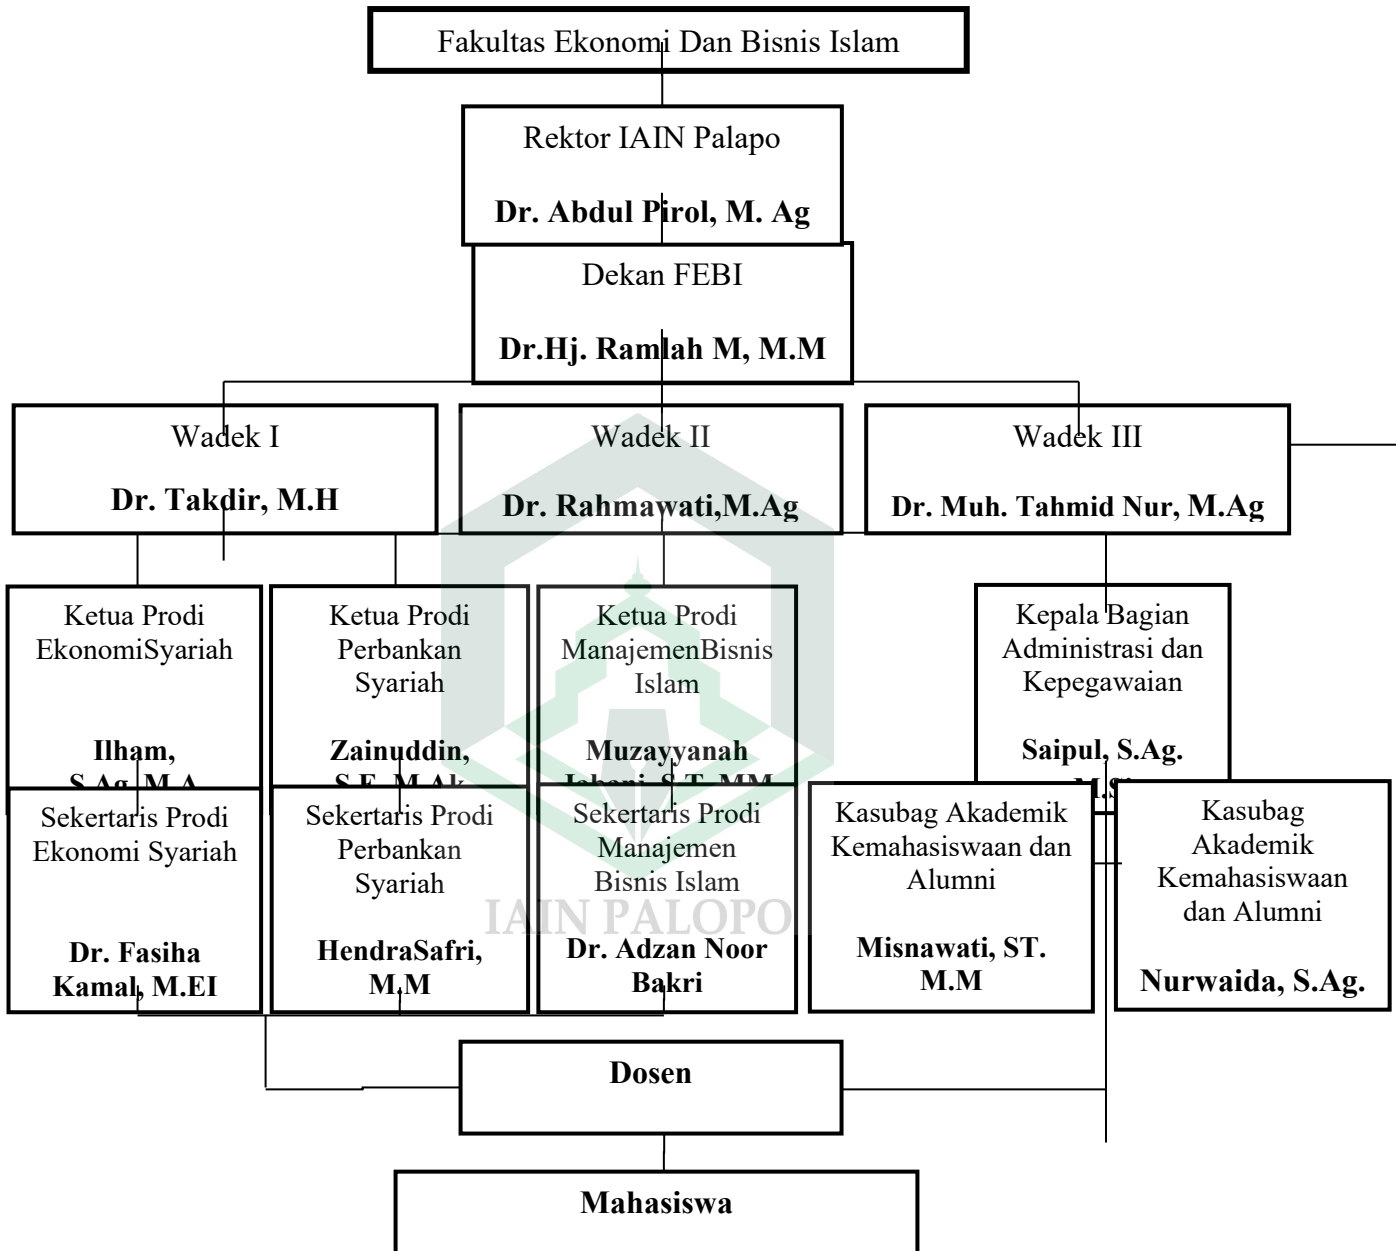 Fakultas Ekonomi Dan Bisnis Islam
Rektor IAIN Palapo
Dr. Abdul Pirol, M. Ag
Dekan FEBI
Dr.Hj. Ramlah M, M.M
Wadek I
Dr. Takdir, M.H
Wadek II
Dr. Rahmawati,M.Ag
Wadek III
Dr. Muh. Tahmid Nur, M.Ag
Ketua Prodi
EkonomiSyariah
Ilham,
S.Ag, M.A
Ketua Prodi
Perbankan
Syariah
Zainuddin,
S.E, M.Ak
Ketua Prodi
ManajemenBisnis
Islam
Muzayyanah
Jabani, S.T, MM
Kepala Bagian
Administrasi dan
Kepegawaian
Saipul, S.Ag.
Sekertaris Prodi
Ekonomi Syariah
Dr. Fasiha
Kamal, M.EI
Sekertaris Prodi
Perbankan
Syariah
HendraSafri,
M.M
Sekertaris Prodi
Manajemen
Bisnis Islam
Dr. Adzan Noor
Bakri
Kasubag Akademik
Kemahasiswaan dan
Alumni
Misnawati, ST.
M.M
Kasubag
Akademik
Kemahasiswaan
dan Alumni
Nurwaida, S.Ag.
IAIN PALOPO
Dosen
Mahasiswa